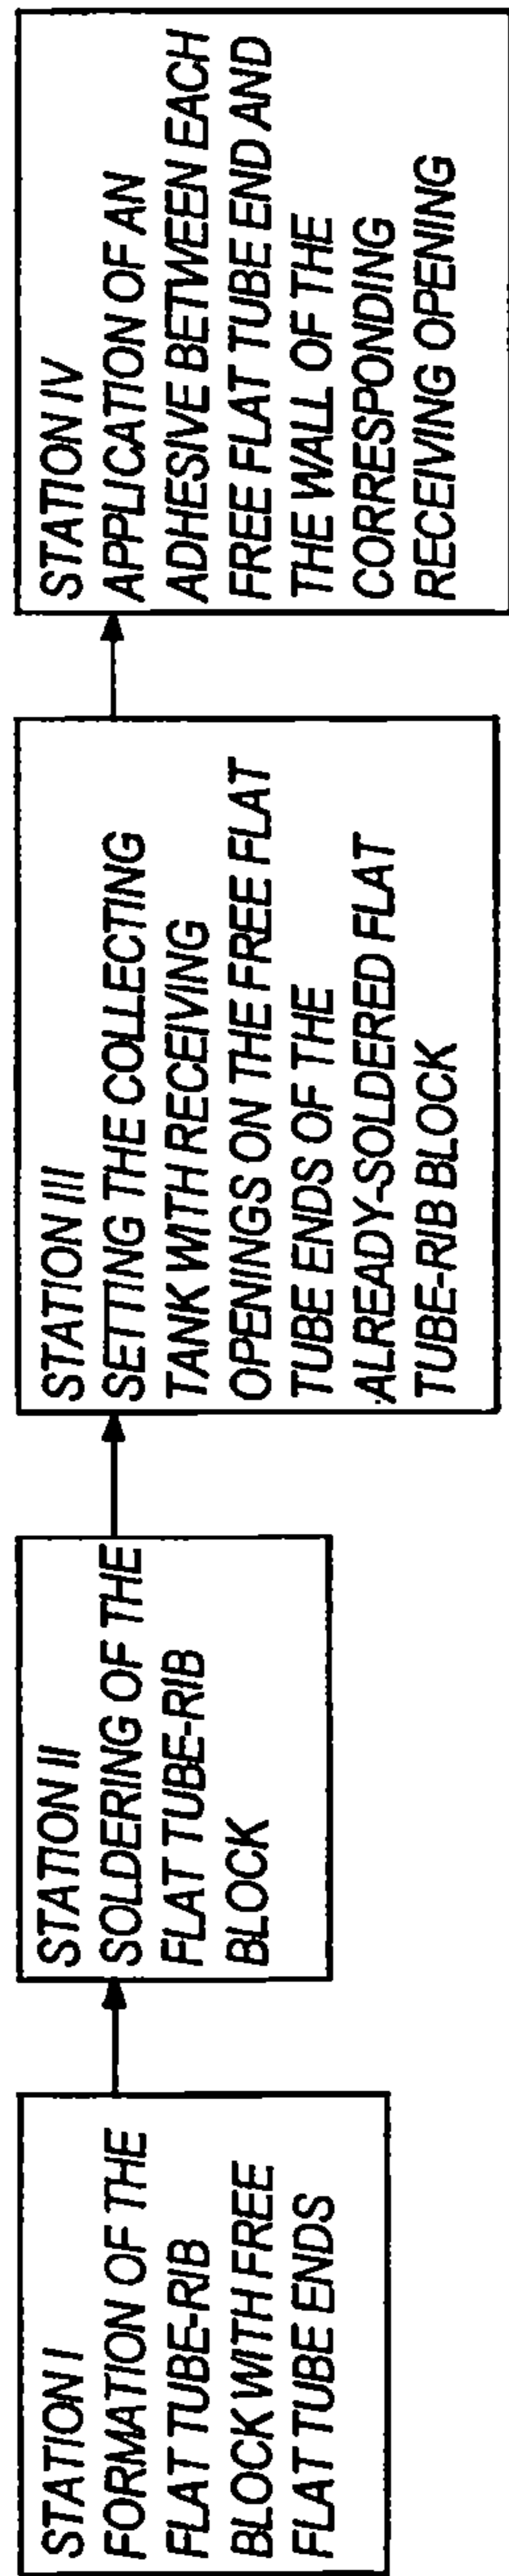 STATION I
FORMATION OF THE
FLAT TUBE-RIB
BLOCK WITH FREE
FLAT TUBE ENDS
STATION II
SOLDERING OF THE
FLAT TUBE-RIB
BLOCK
STATION III
SETTING THE COLLECTING
TANK WITH RECEIVING
OPENINGS ON THE FREE FLAT
TUBE ENDS OF THE
ALREADY-SOLDERED FLAT
TUBE-RIB BLOCK
STATION IV
APPLICATION OF AN
ADHESIVE BETWEEN EACH
FREE FLAT TUBE END AND
THE WALL OF THE
CORRESPONDING
RECEIVING OPENING